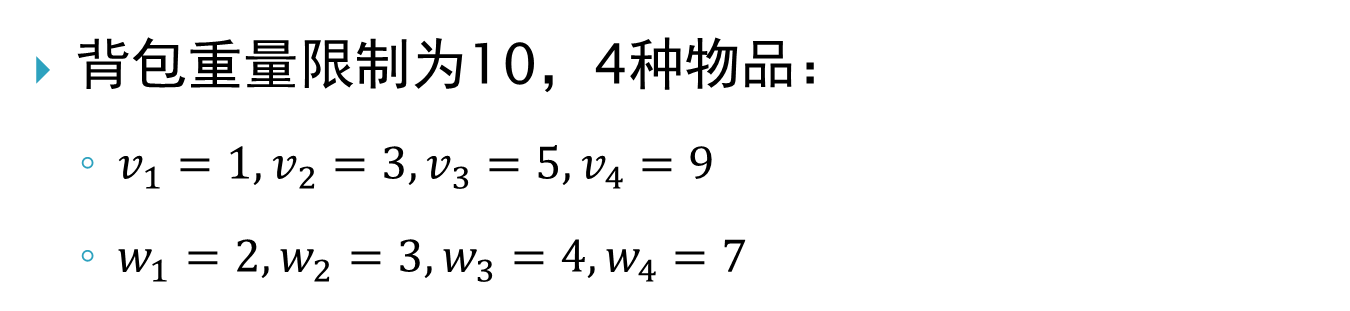 背包重量限制为10，4种物品：
v₁ = 1, v₂ = 3, v₃ = 5, v₄ = 9
w₁ = 2, w₂ = 3, w₃ = 4, w₄ = 7